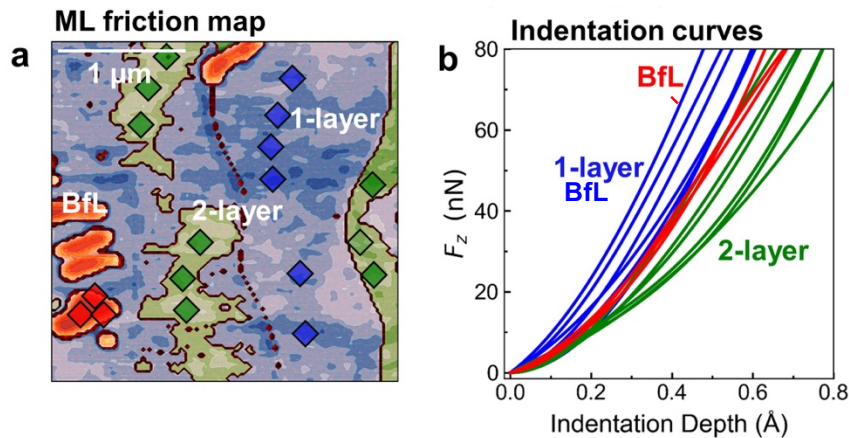 ML friction map
a
1 μm
1-layer
BfL
2-layer
Indentation curves
b
80
60
40
20
0
Fz (nN)
BfL
1-layer
BfL
2-layer
0.0 0.2 0.4 0.6 0.8
Indentation Depth (Å)